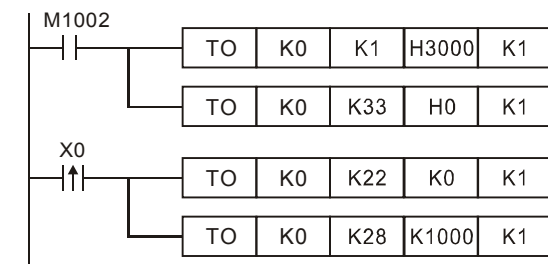 M1002
TO K0 K1 H3000 K1
TO K0 K33 H0 K1
X0
TO K0 K22 K0 K1
TO K0 K28 K1000 K1